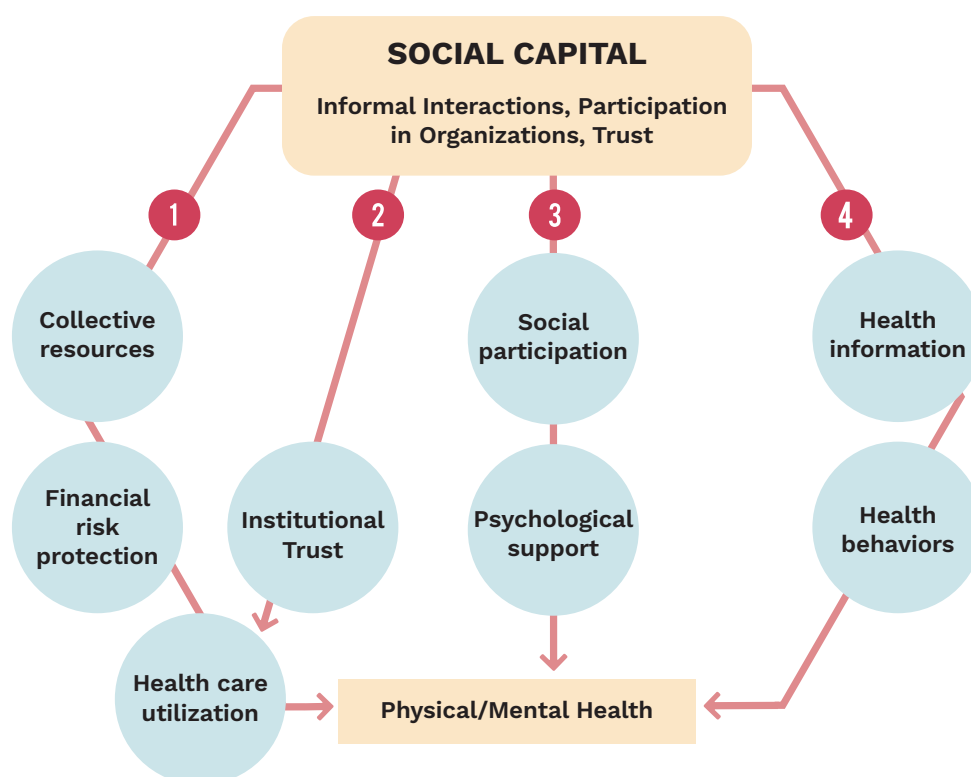 SOCIAL CAPITAL
Informal Interactions, Participation
in Organizations, Trust
1
2
3
4
Collective
resources
Social
participation
Health
information
Financial
risk
protection
Institutional
Trust
Psychological
support
Health
behaviors
Health care
utilization
Physical/Mental Health